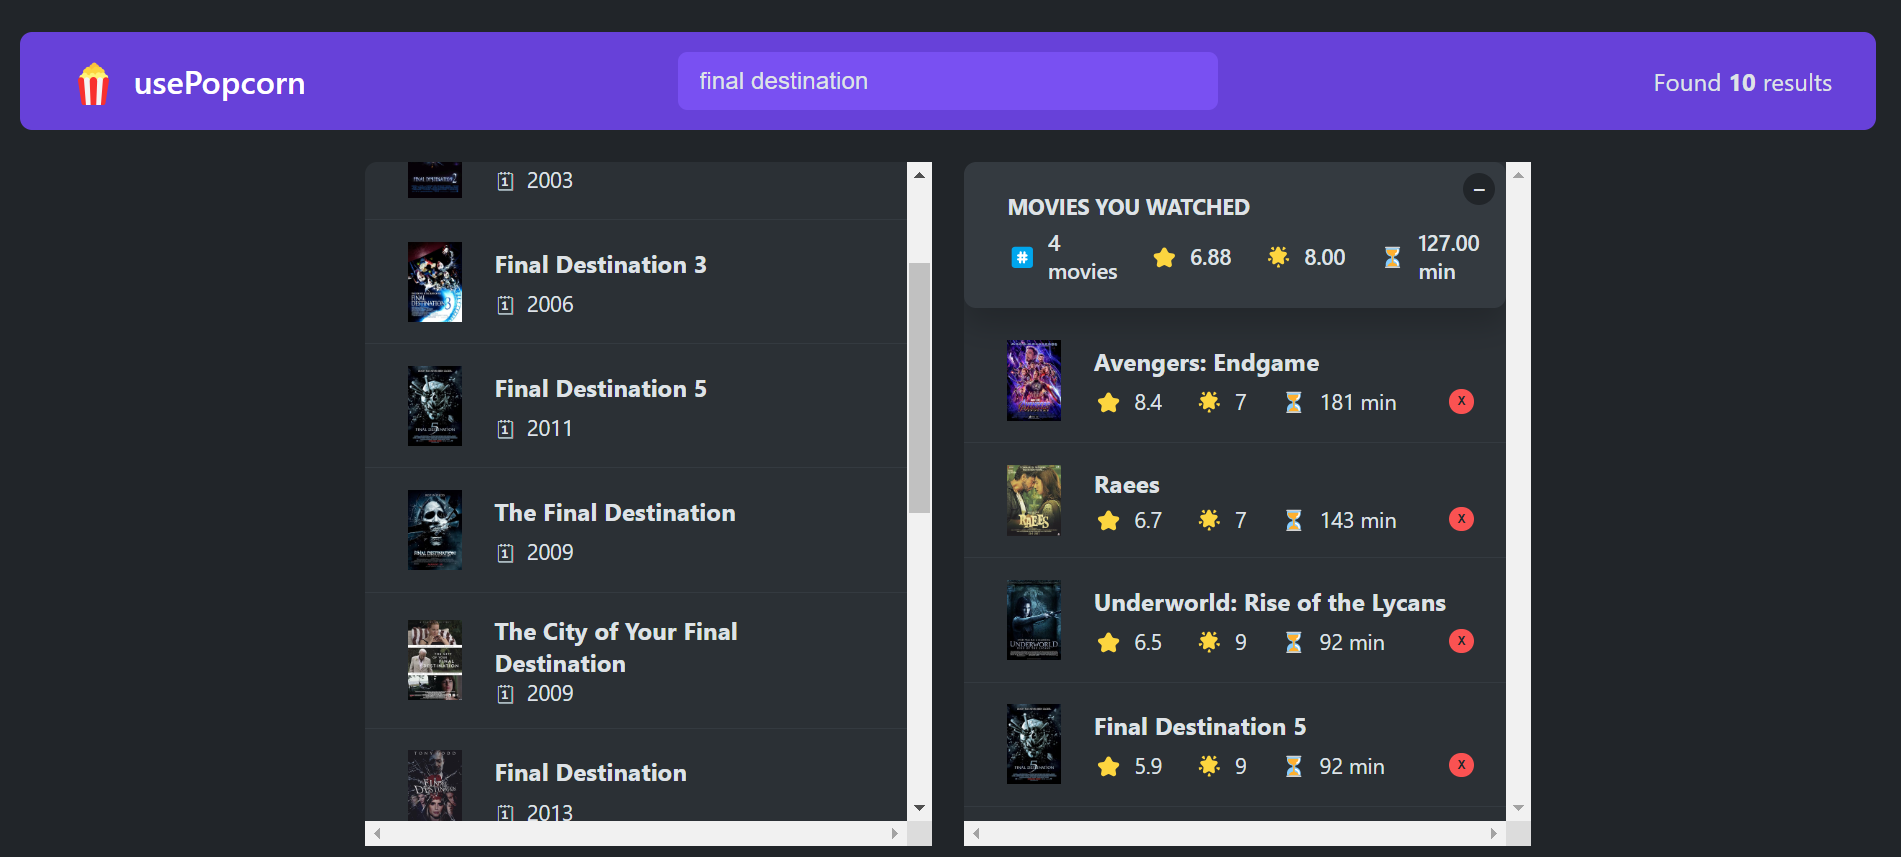 usePopcorn
final destination
Found 10 results
2003
Final Destination 3
2006
Final Destination 5
2011
The Final Destination
2009
The City of Your Final
Destination
2009
Final Destination
2013
MOVIES YOU WATCHED
4
movies
6.88
8.00
127.00
min
Avengers: Endgame
8.4 7 181 min X
Raees
6.7 7 143 min X
Underworld: Rise of the Lycans
6.5 9 92 min X
Final Destination 5
5.9 9 92 min X